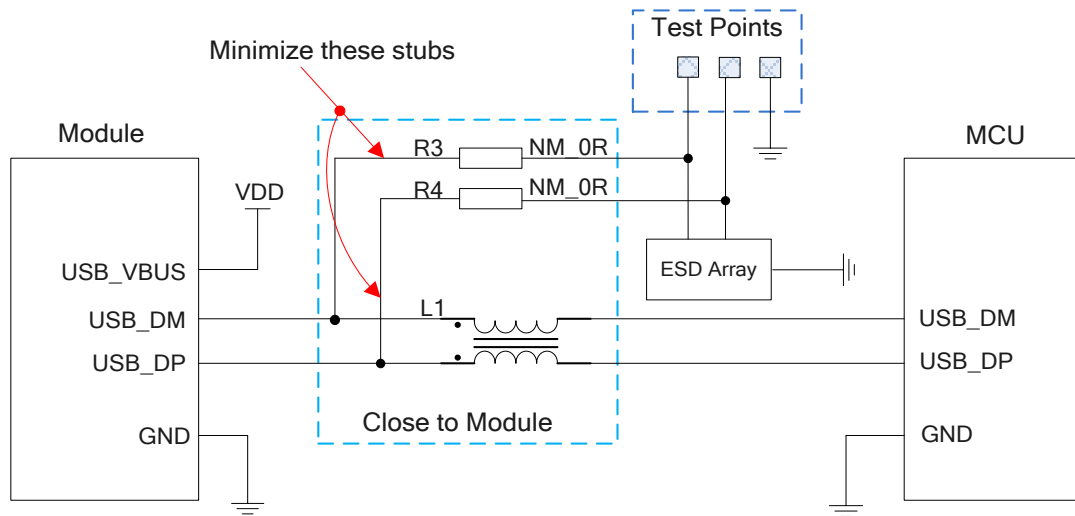 Test Points
Minimize these stubs
Module
MCU
R3
NM_0R
R4
NM_0R
VDD
USB_VBUS
ESD Array
USB_DM
L1
USB_DM
USB_DP
USB_DP
Close to Module
GND
GND